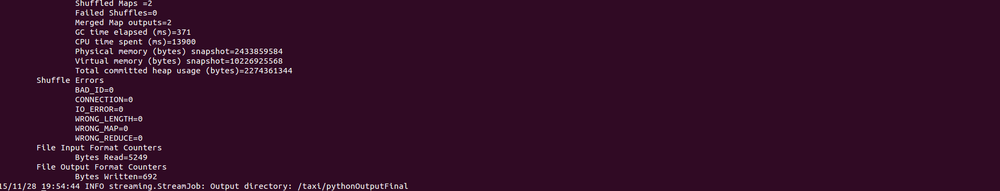 Shuffled Maps =2
Failed Shuffles=0
Merged Map outputs=2
GC time elapsed (ms)=371
CPU time spent (ms)=13900
Physical memory (bytes) snapshot=2433859584
Virtual memory (bytes) snapshot=10226925568
Total committed heap usage (bytes)=2274361344
Shuffle Errors
BAD_ID=0
CONNECTION=0
IO_ERROR=0
WRONG_LENGTH=0
WRONG_MAP=0
WRONG_REDUCE=0
File Input Format Counters
Bytes Read=5249
File Output Format Counters
Bytes Written=692
15/11/28 19:54:44 INFO streaming.StreamJob: Output directory: /taxi/pythonOutputFinal